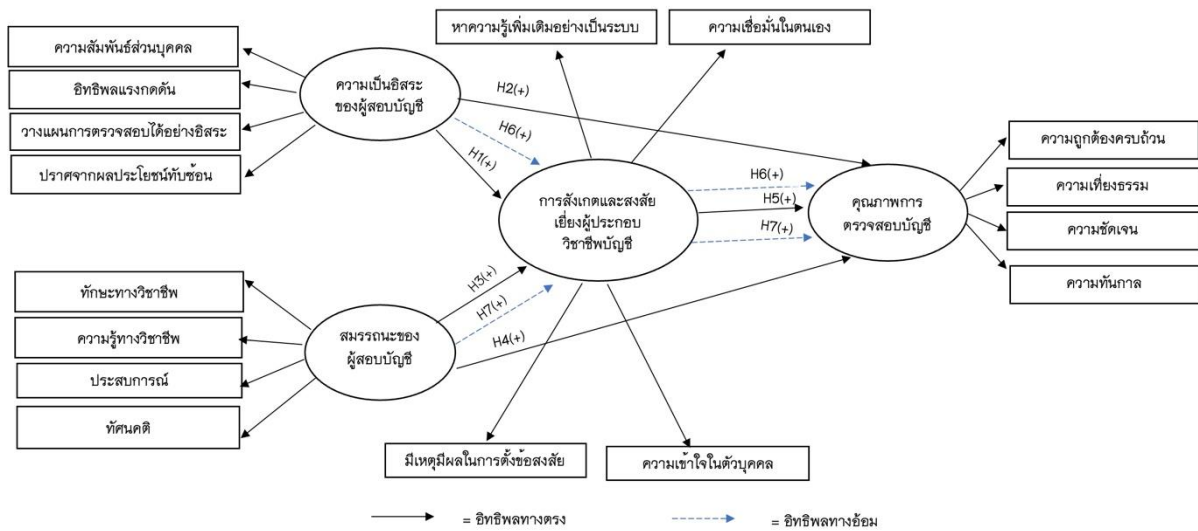 หาความรู้เพิ่มเติมอย่างเป็นระบบ
ความเชื่อมั่นในตนเอง
ความสัมพันธ์ส่วนบุคคล
อิทธิพลแรงกดดัน
วางแผนการตรวจสอบได้อย่างอิสระ
ปราศจากผลประโยชน์ทับซ้อน
ความเป็นอิสระ
ของผู้สอบบัญชี
H2(+)
H6(+)
H1(+)
การสังเกตและสงสัย
เยี่ยงผู้ประกอบ
วิชาชีพบัญชี
H6(+)
H5(+)
H7(+)
คุณภาพการ
ตรวจสอบบัญชี
ความถูกต้องครบถ้วน
ความเที่ยงธรรม
ความชัดเจน
ความทันกาล
ทักษะทางวิชาชีพ
ความรู้ทางวิชาชีพ
ประสบการณ์
ทัศนคติ
สมรรถนะของ
ผู้สอบบัญชี
H3(+)
H7(+)
H4(+)
มีเหตุมีผลในการตั้งข้อสงสัย
ความเข้าใจในตัวบุคคล
= อิทธิพลทางตรง
= อิทธิพลทางอ้อม